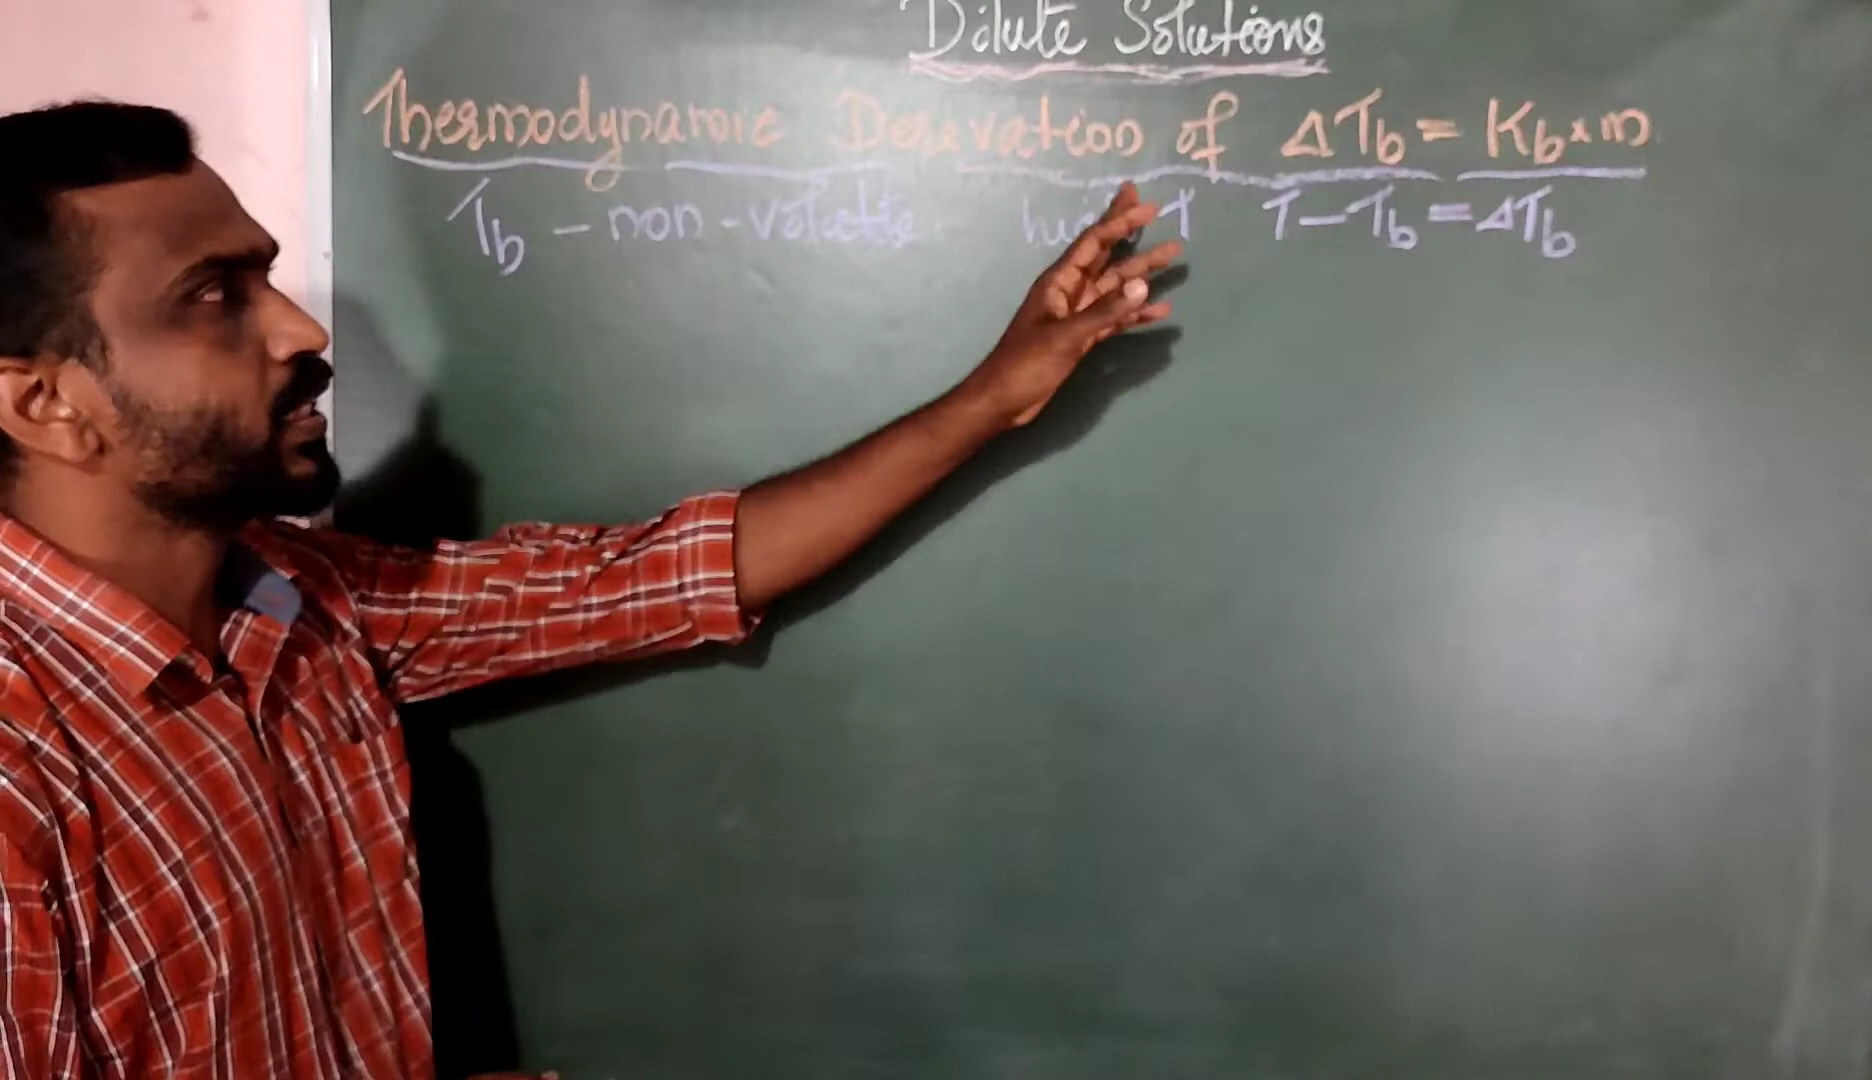 Dilute Solutions
Thermodynamic Derivation of ΔTb = Kb × m
Tb - non-volatile T T - Tb = ΔTb